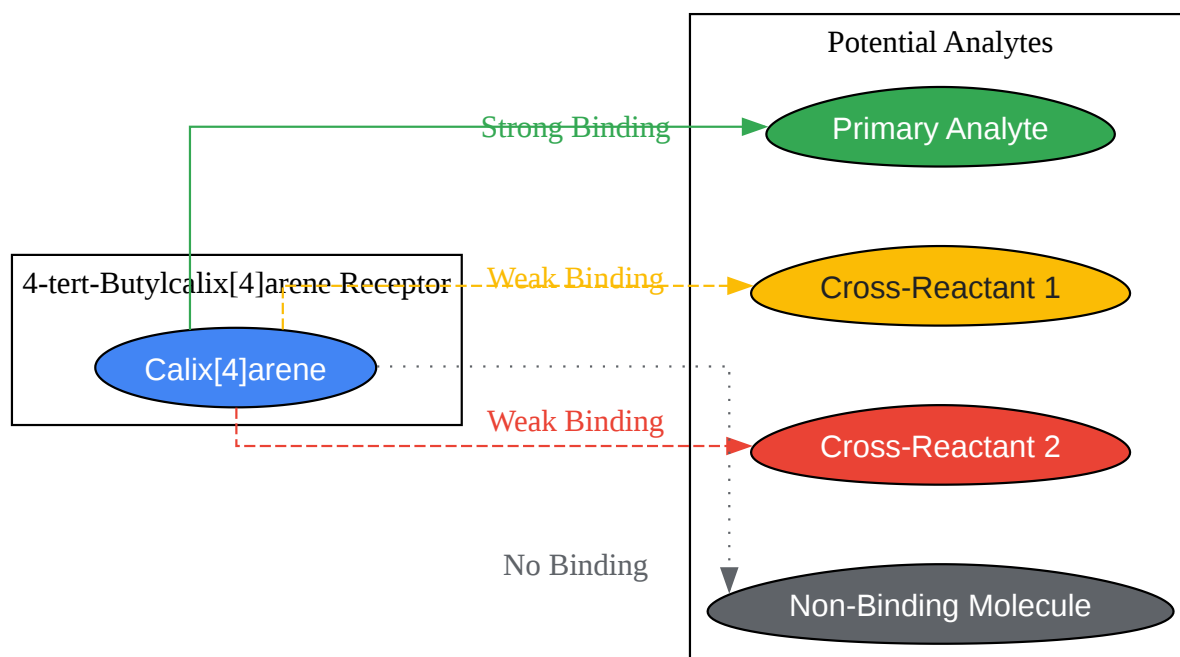 Potential Analytes
Strong Binding
Primary Analyte
4-tert-Butylcalix[4]arene Receptor
Weak Binding
Cross-Reactant 1
Calix[4]arene
Weak Binding
Cross-Reactant 2
No Binding
Non-Binding Molecule